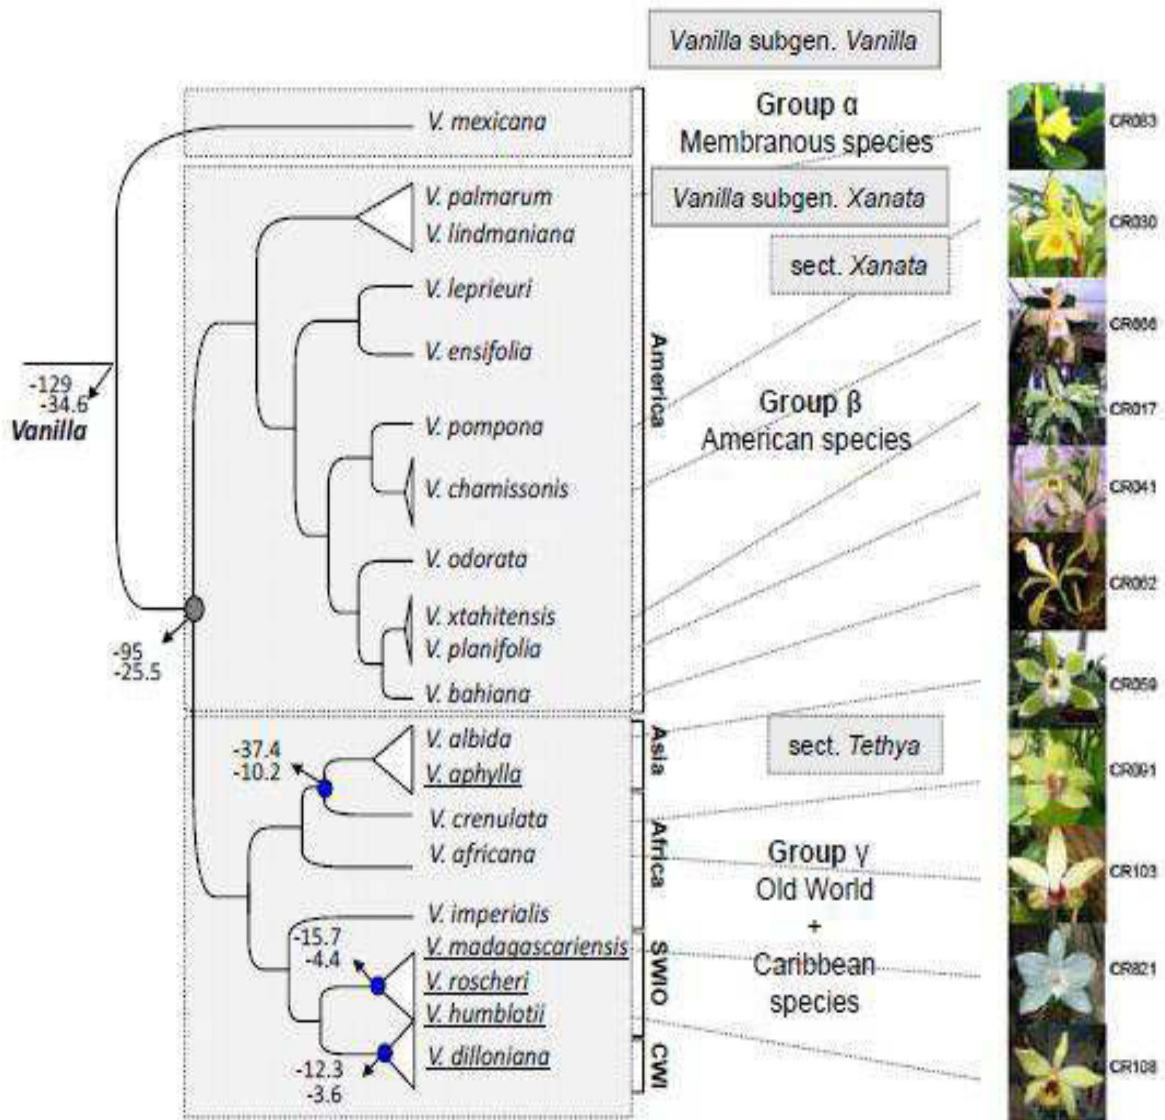 Vanilla subgen. Vanilla
Group α
Membranous species
V. mexicana
CR083
V. palmarum
V. lindmaniana
Vanilla subgen. Xanata
sect. Xanata
CR030
V. leprieuri
V. ensifolia
America
-129
-34.6
Vanilla
Group β
American species
V. pompona
V. chamissonis
CR017
CR041
V. odorata
V. xtahitensis
V. planifolia
V. bahiana
-95
-25.5
CR059
sect. Tethya
Asia
V. albida
V. aphylla
-37.4
-10.2
CR091
V. crenulata
V. africana
Africa
Group γ
Old World
+
Caribbean
species
CR103
V. imperialis
V. madagascariensis
V. roscheri
V. humblotii
V. dilloniana
-15.7
-4.4
SWIO
CWI
CR821
-12.3
-3.6
CR108